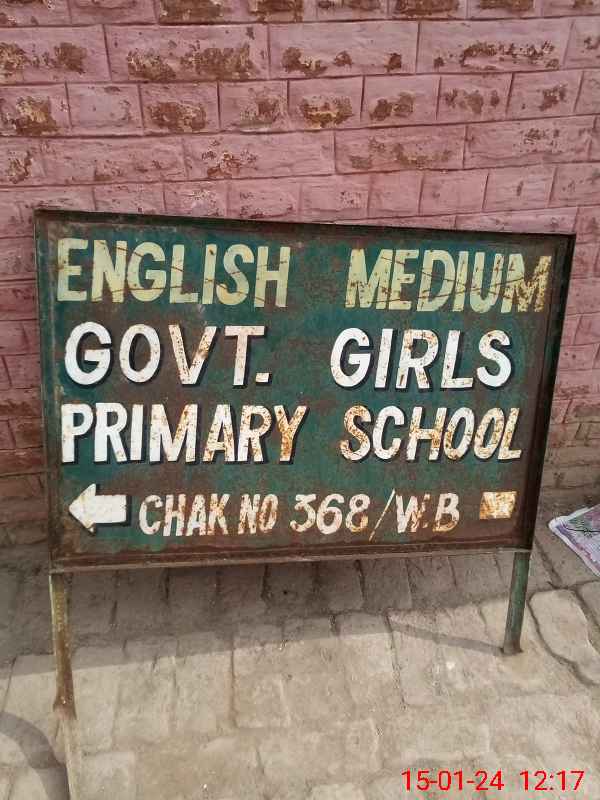 ENGLISH MEDIUM
GOVT. GIRLS
PRIMARY SCHOOL
CHAK NO 368/W.B
15-01-24 12:17